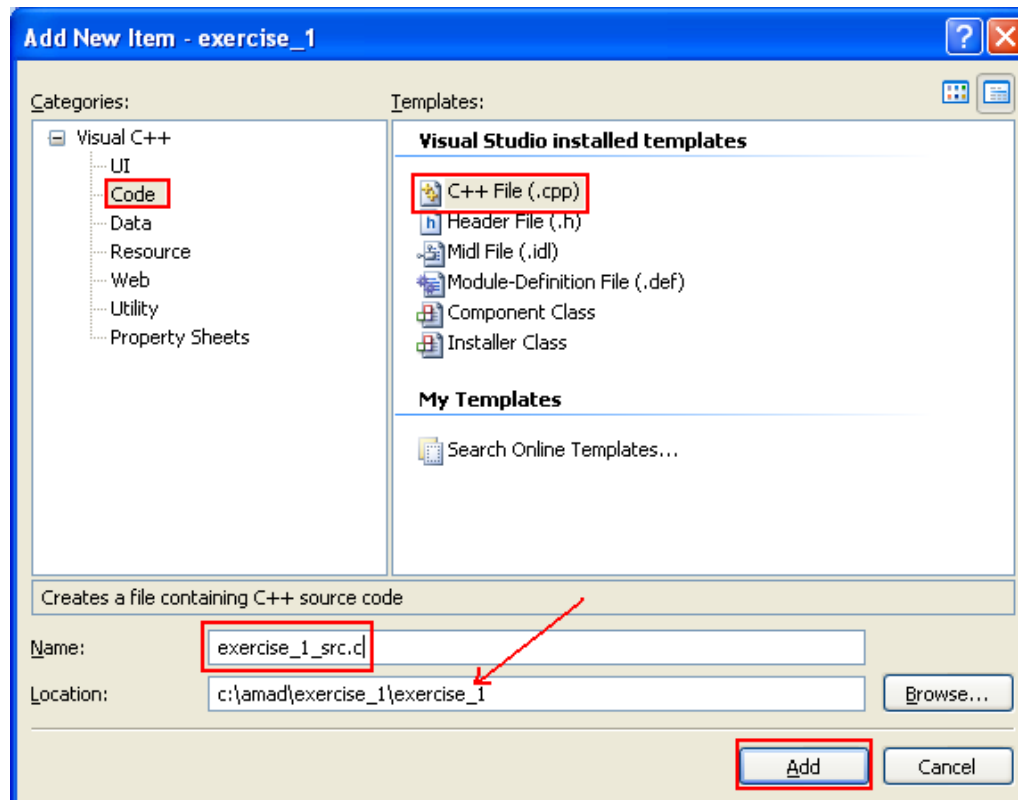 Add New Item - exercise_1
Categories:
Templates:
Visual C++
UI
Code
Data
Resource
Web
Utility
Property Sheets
Visual Studio installed templates
C++ File (.cpp)
Header File (.h)
Midl File (.idl)
Module-Definition File (.def)
Component Class
Installer Class
My Templates
Search Online Templates...
Creates a file containing C++ source code
Name:
exercise_1_src.c
Location:
c:\amad\exercise_1\exercise_1
Browse...
Add
Cancel